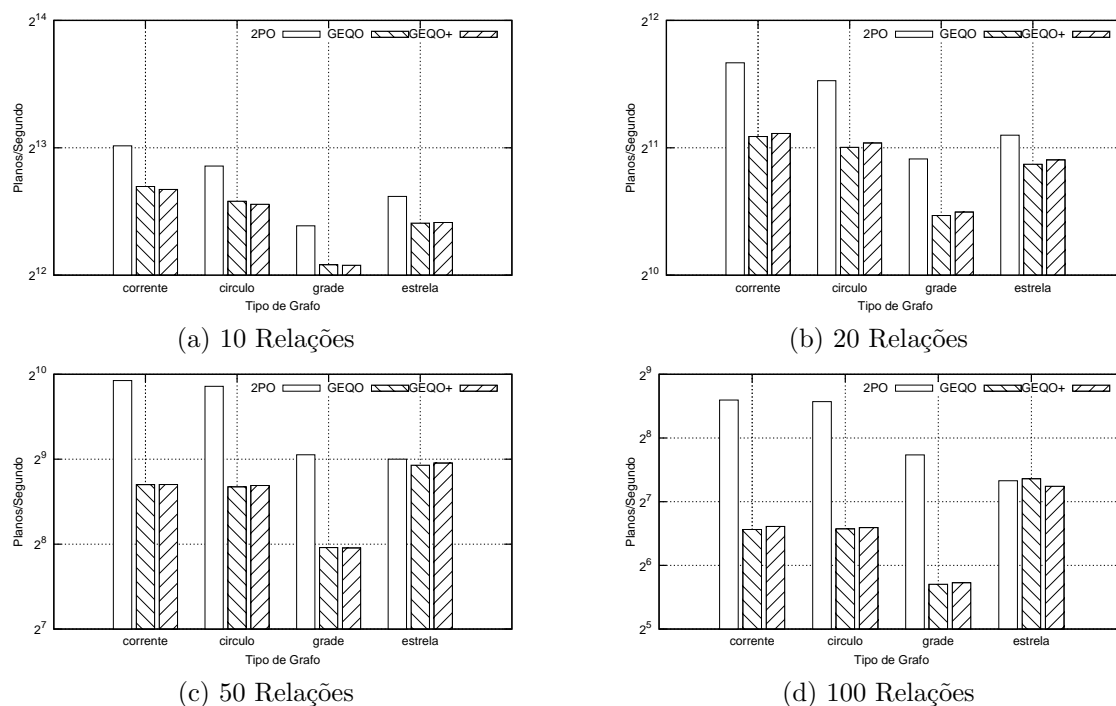 2^14
2^13
2^12
Planos/Segundo
2PO GEQO GEQO+
corrente circulo grade estrela
Tipo de Grafo
(a) 10 Relações
2^12
2^11
2^10
Planos/Segundo
2PO GEQO GEQO+
corrente circulo grade estrela
Tipo de Grafo
(b) 20 Relações
2^10
2^9
2^8
2^7
Planos/Segundo
2PO GEQO GEQO+
corrente circulo grade estrela
Tipo de Grafo
(c) 50 Relações
2^9
2^8
2^7
2^6
2^5
Planos/Segundo
2PO GEQO GEQO+
corrente circulo grade estrela
Tipo de Grafo
(d) 100 Relações